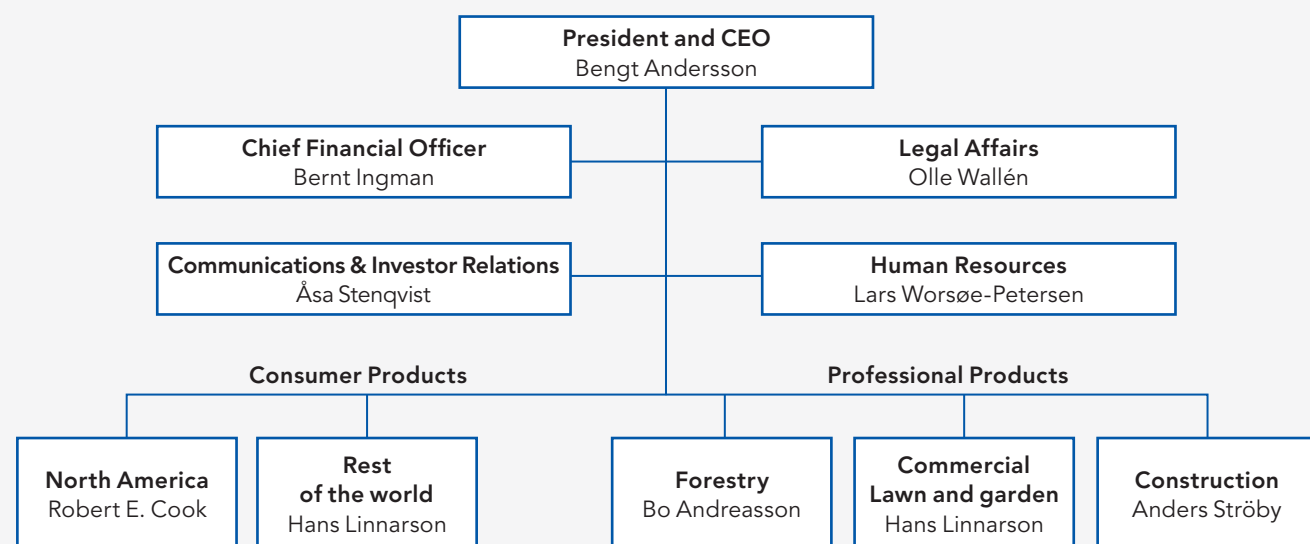 President and CEO
Bengt Andersson
Chief Financial Officer
Bernt Ingman
Legal Affairs
Olle Wallén
Communications & Investor Relations
Åsa Stenqvist
Human Resources
Lars Worsøe-Petersen
Consumer Products
Professional Products
North America
Robert E. Cook
Rest
of the world
Hans Linnarson
Forestry
Bo Andreasson
Commercial
Lawn and garden
Hans Linnarson
Construction
Anders Ströby